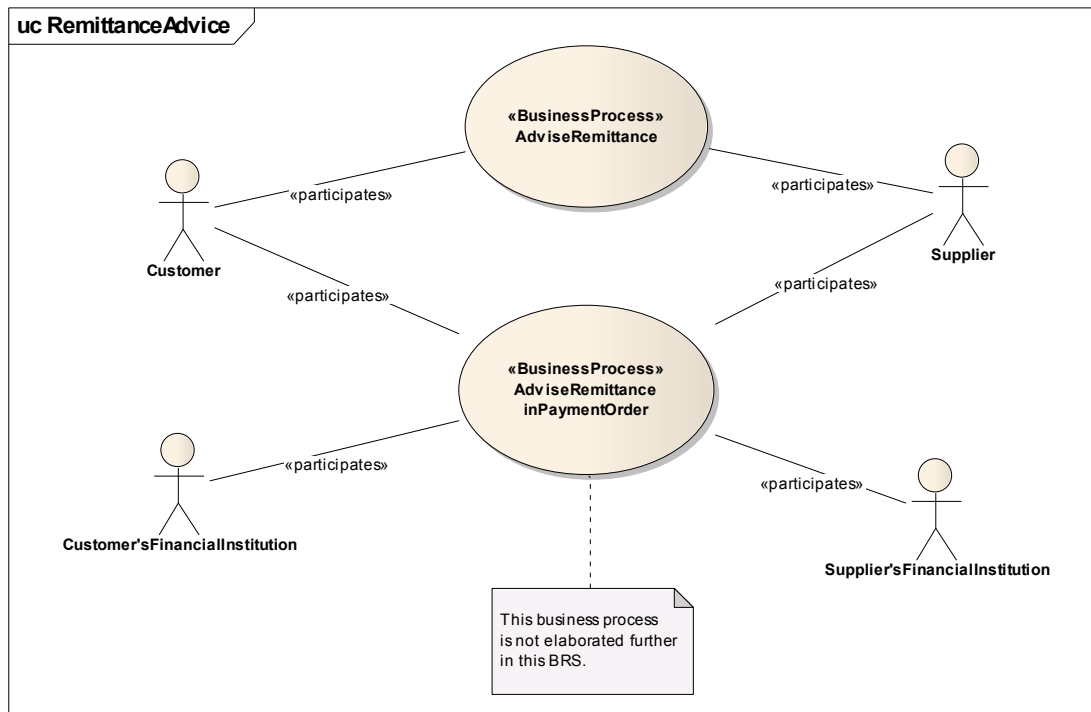 uc RemittanceAdvice
«BusinessProcess»
AdviseRemittance
«participates»
«participates»
Customer
Supplier
«participates»
«participates»
«BusinessProcess»
AdviseRemittance
inPaymentOrder
«participates»
«participates»
Customer'sFinancialInstitution
Supplier'sFinancialInstitution
This business process
is not elaborated further
in this BRS.